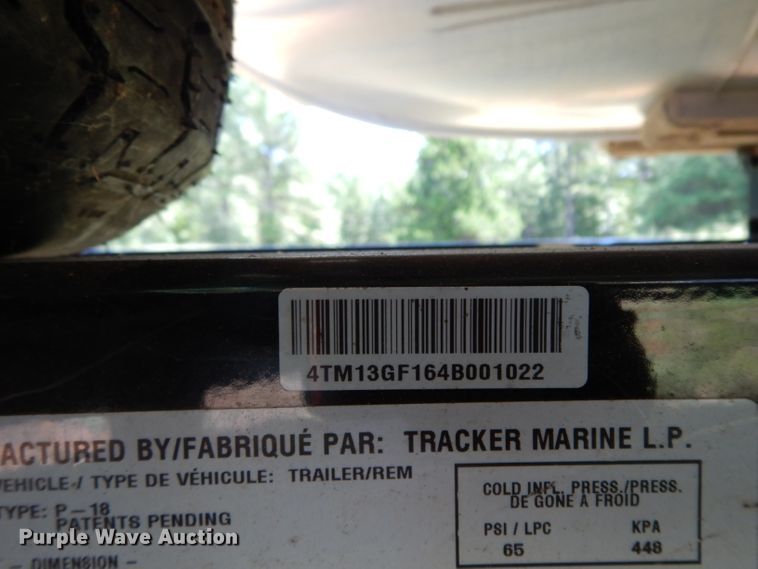 4TM13GF164B001022
ACTURED BY/FABRIQUÉ PAR: TRACKER MARINE L.P.
VEHICLE/ TYPE DE VÉHICULE: TRAILER/REM
TYPE: P-18
PATENTS PENDING
- DIMENSION -
COLD INFL. PRESS./PRESS.
DE GONE A FROID
PSI / LPC KPA
65 448
Purple Wave Auction